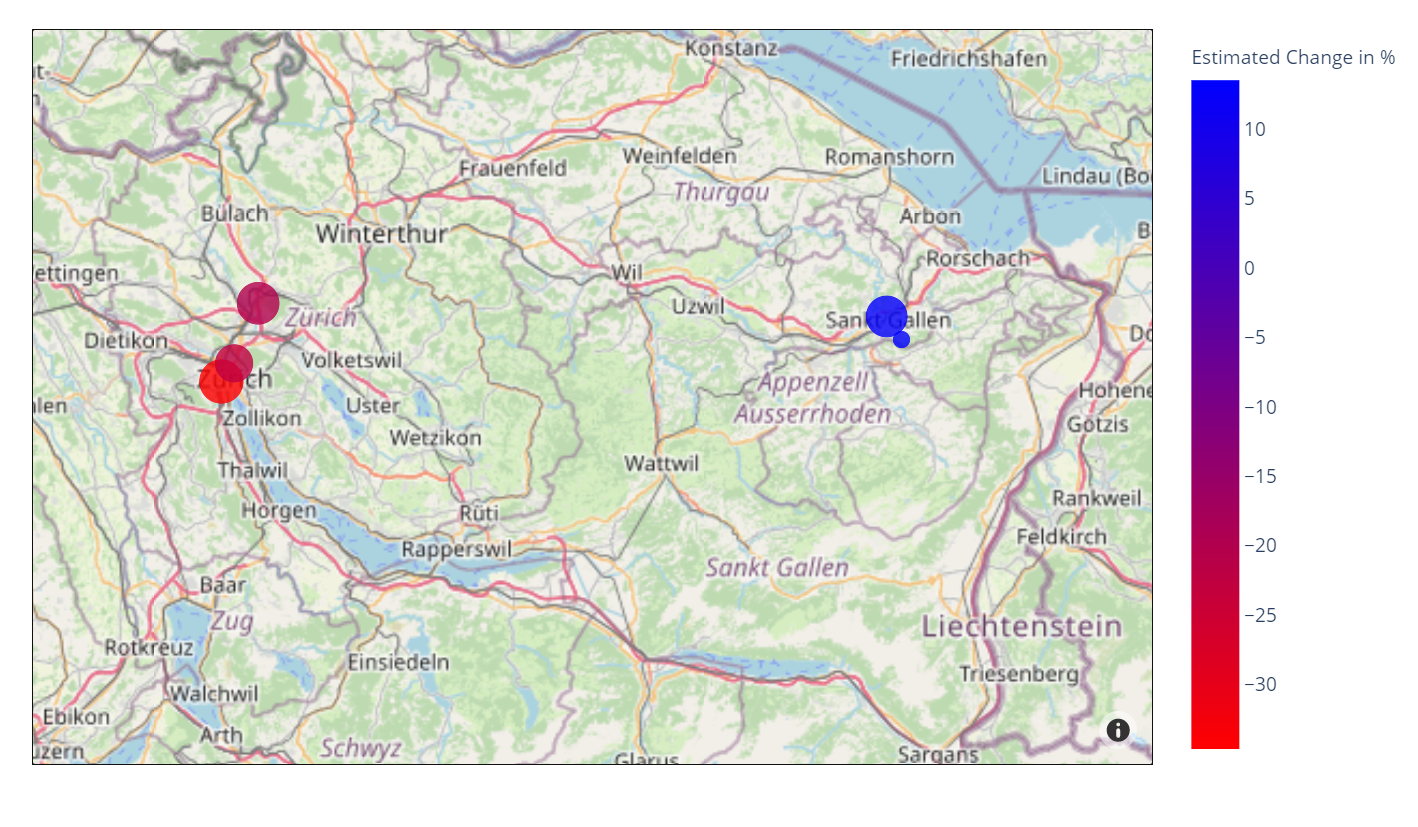 Konstanz
Friedrichshafen
Estimated Change in %
Frauenfeld
Weinfelden
Romanshorn
Lindau (Bo
Thurgau
Bülach
Winterthur
Arbon
Rorschach
ettingen
Wil
Uzwil
Zürich
Sankt Gallen
Dietikon
Volketswil
Zürich
Zollikon
Uster
Wetzikon
Appenzell
Ausserrhoden
Hohene
Götzis
Thalwil
Wattwil
Horgen
Rüti
Rankweil
Feldkirch
Rapperswil
Sankt Gallen
Baar
Zug
Liechtenstein
Rotkreuz
Einsiedeln
Triesenberg
Walchwil
Ebikon
Arth
Schwyz
uzern
Sargans
Glarus
10
5
0
−5
−10
−15
−20
−25
−30